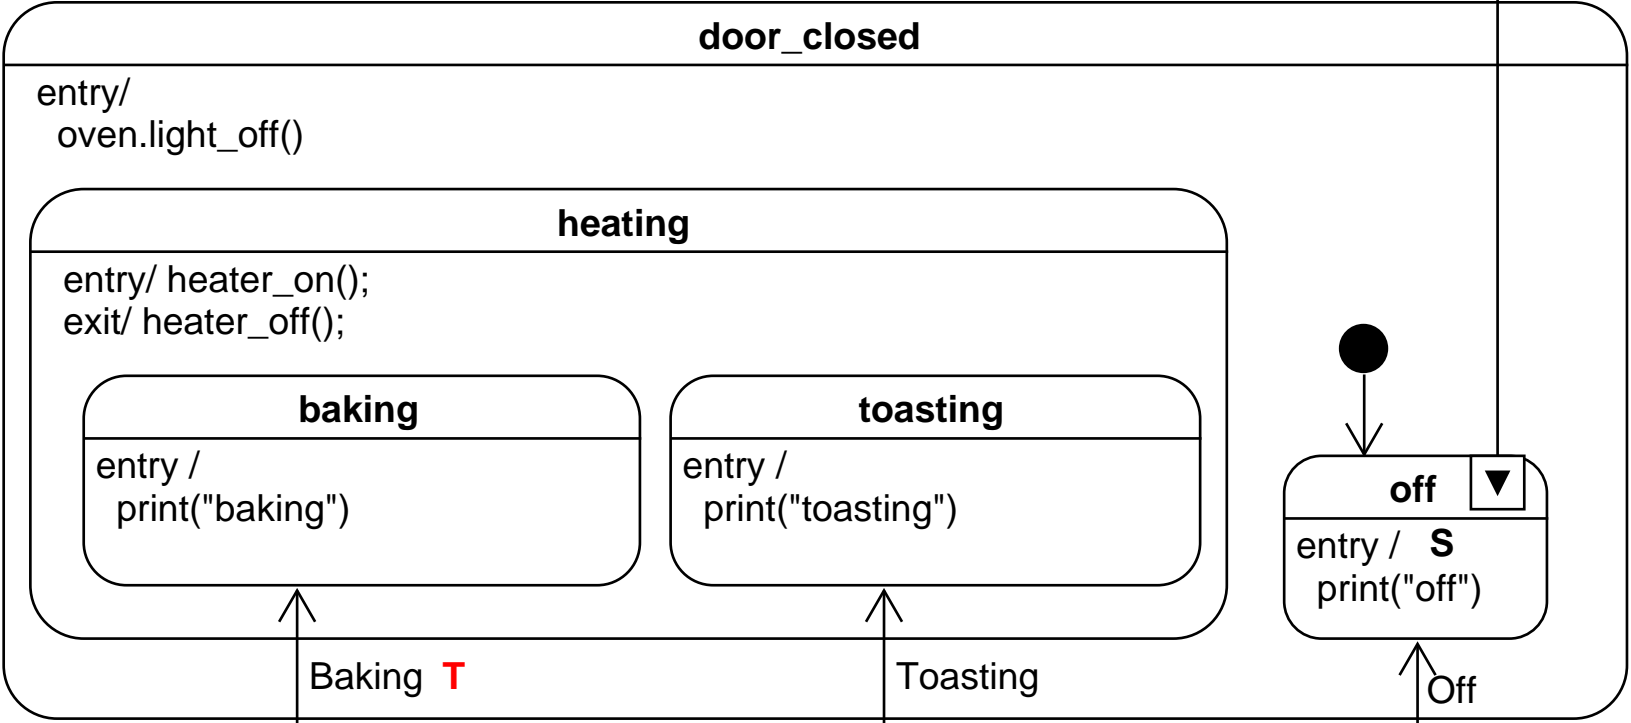 door_closed
entry/
oven.light_off()
heating
entry/ heater_on();
exit/ heater_off();
baking
entry /
print("baking")
toasting
entry /
print("toasting")
off
entry / S
print("off")
Baking T
Toasting
Off